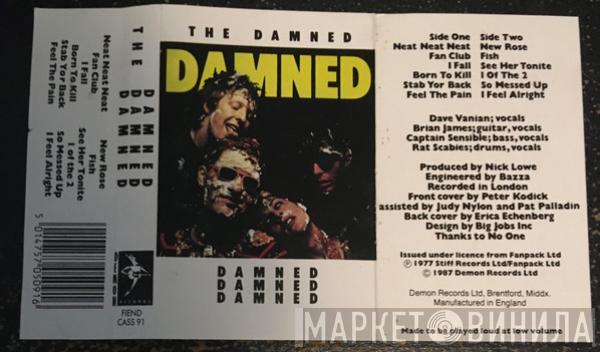 Neat Neat Neat
Fan Club
I Fall
Born To Kill
Stab Yor Back
Feel The Pain
New Rose
Fish
See Her Tonite
I of the 2
So Messed Up
I Feel Alright
THE DAMNED
DAMNED
DAMNED
5 014757 050916
FIEND
CASS 91
THE DAMNED
DAMNED
DAMNED
DAMNED
DAMNED
Side One Side Two
Neat Neat Neat New Rose
Fan Club Fish
I Fall See Her Tonite
Born To Kill I Of The 2
Stab Yor Back So Messed Up
Feel The Pain I Feel Alright
Dave Vanian; vocals
Brian James; guitar, vocals
Captain Sensible; bass, vocals
Rat Scabies; drums, vocals
Produced by Nick Lowe
Engineered by Bazza
Recorded in London
Front cover by Peter Kodick
assisted by Judy Nylon and Pat Palladin
Back cover by Erica Echenberg
Design by Big Jobs Inc
Thanks to No One
Issued under licence from Fanpack Ltd
℗ 1977 Stiff Records Ltd/Fanpack Ltd
© 1987 Demon Records Ltd
Demon Records Ltd, Brentford, Middx.
Manufactured in England
Made to be played loud at low volume
МАРКЕТ ВИНИЛА